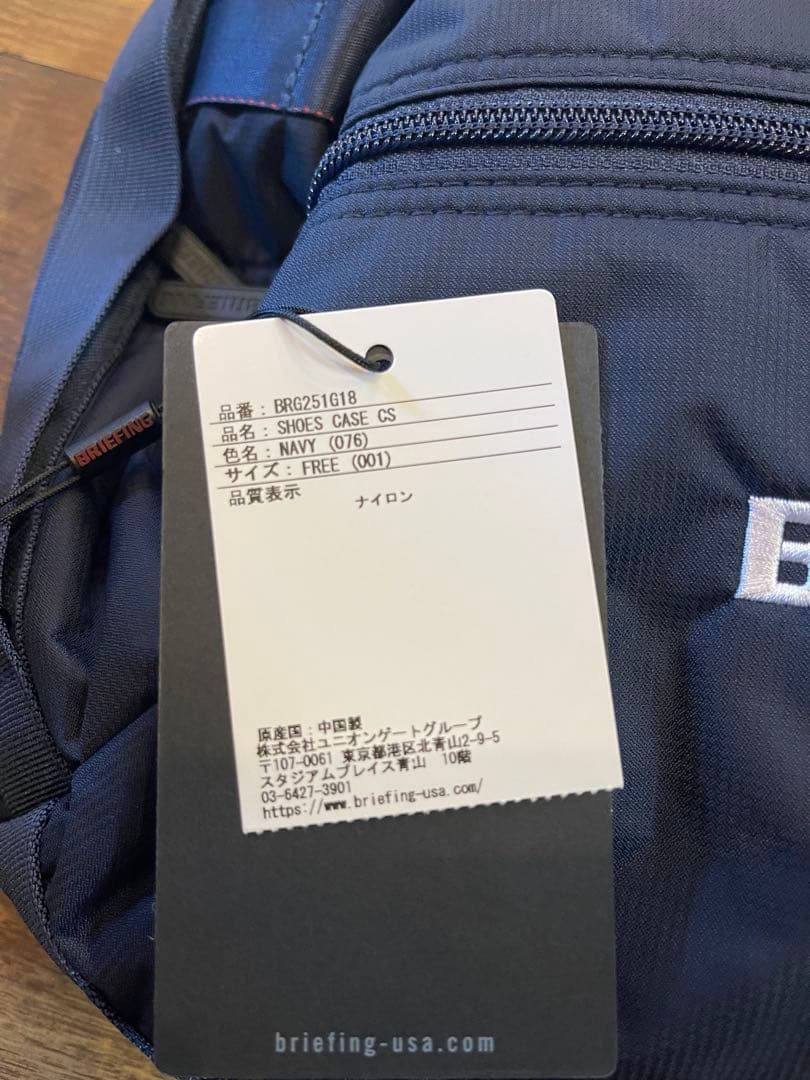 品番：BRG251G18
品名：SHOES CASE CS
色名：NAVY (076)
サイズ：FREE (001)
品質表示　ナイロン
原産国：中国製
株式会社ユニオンゲートグループ
〒107-0061 東京都港区北青山2-9-5
スタジアムプレイス青山　10階
03-6427-3901
https://www.briefing-usa.com/
briefing-usa.com
BRIEFING